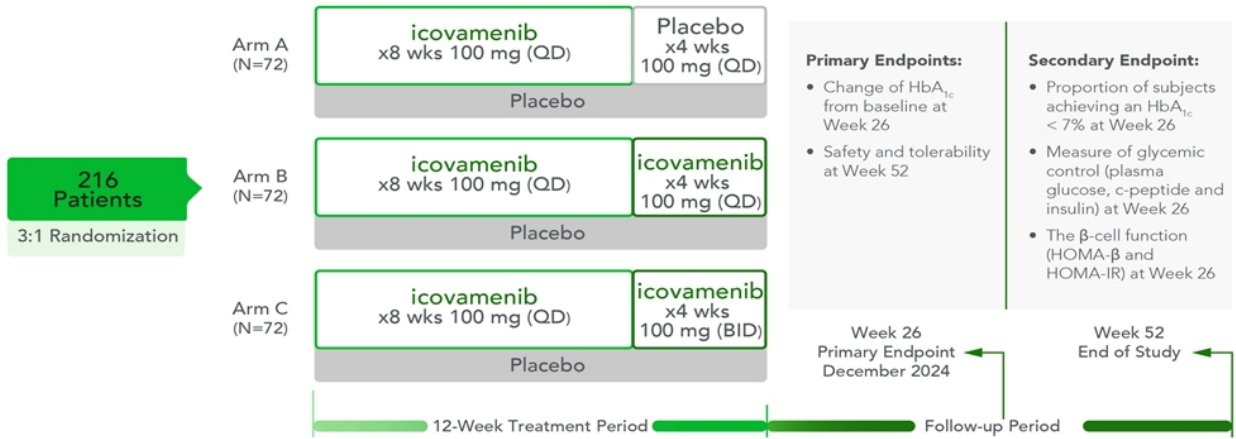 216
Patients
3:1 Randomization
Arm A
(N=72)
icovamenib
x8 wks 100 mg (QD)
Placebo
x4 wks
100 mg (QD)
Placebo
Arm B
(N=72)
icovamenib
x8 wks 100 mg (QD)
icovamenib
x4 wks
100 mg (QD)
Placebo
Arm C
(N=72)
icovamenib
x8 wks 100 mg (QD)
icovamenib
x4 wks
100 mg (BID)
Placebo
Primary Endpoints:
• Change of HbA1c
from baseline at
Week 26
• Safety and tolerability
at Week 52
Secondary Endpoint:
• Proportion of subjects
achieving an HbA1c
< 7% at Week 26
• Measure of glycemic
control (plasma
glucose, c-peptide and
insulin) at Week 26
• The β-cell function
(HOMA-β and
HOMA-IR) at Week 26
Week 26
Primary Endpoint
December 2024
Week 52
End of Study
12-Week Treatment Period
Follow-up Period